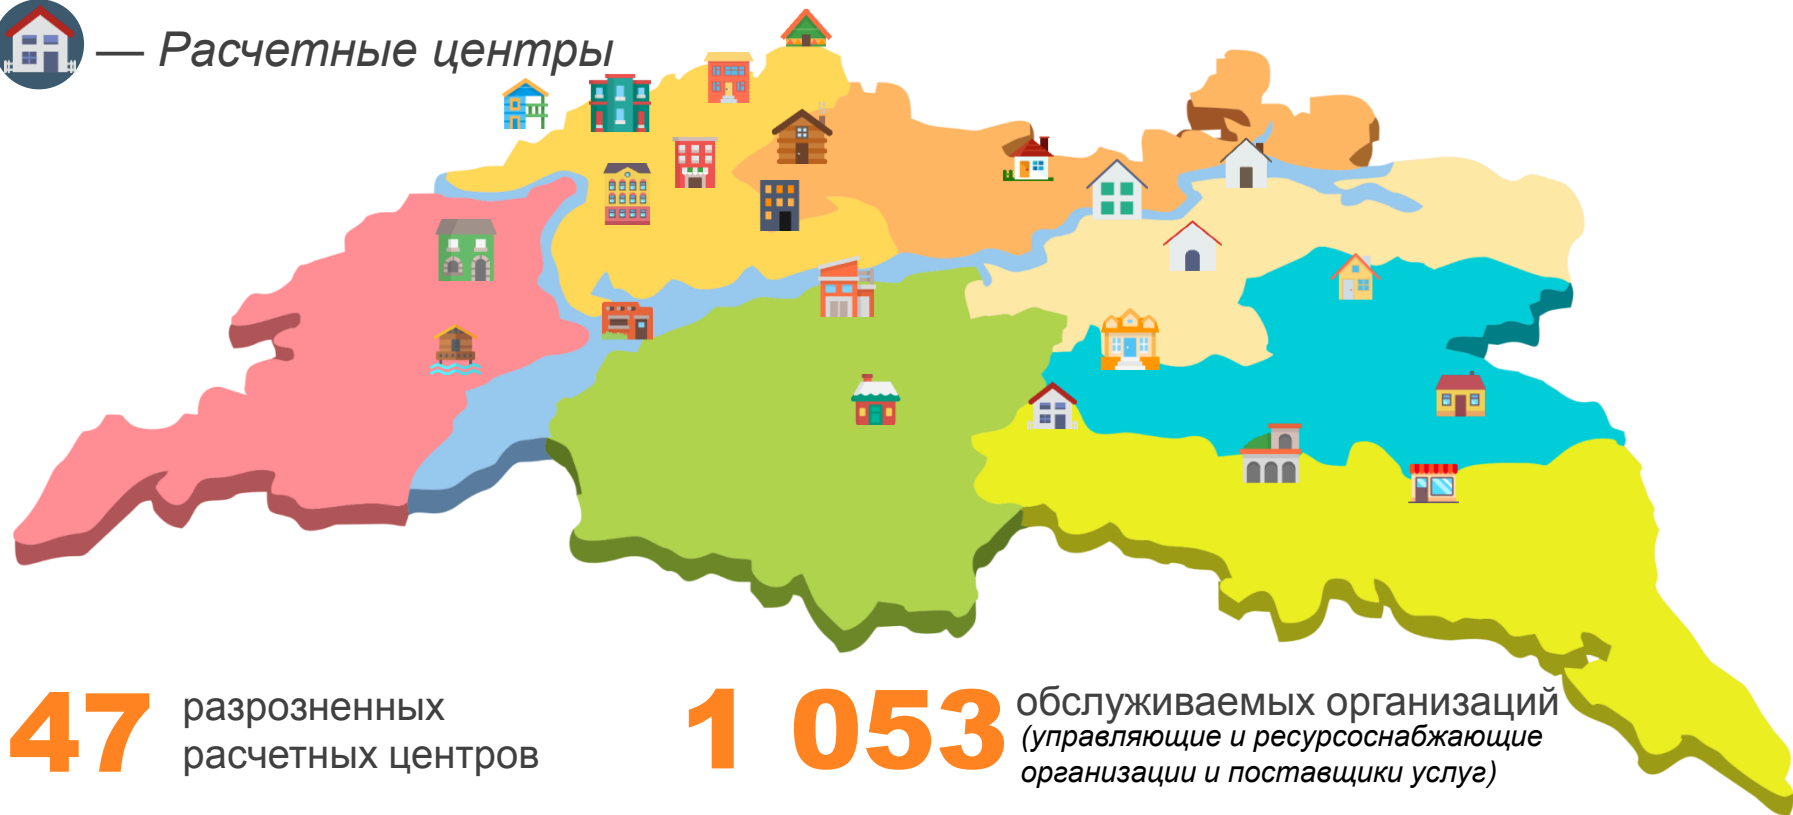 — Расчетные центры
47 разрозненных
расчетных центров
1 053 обслуживаемых организаций
(управляющие и ресурсоснабжающие
организации и поставщики услуг)